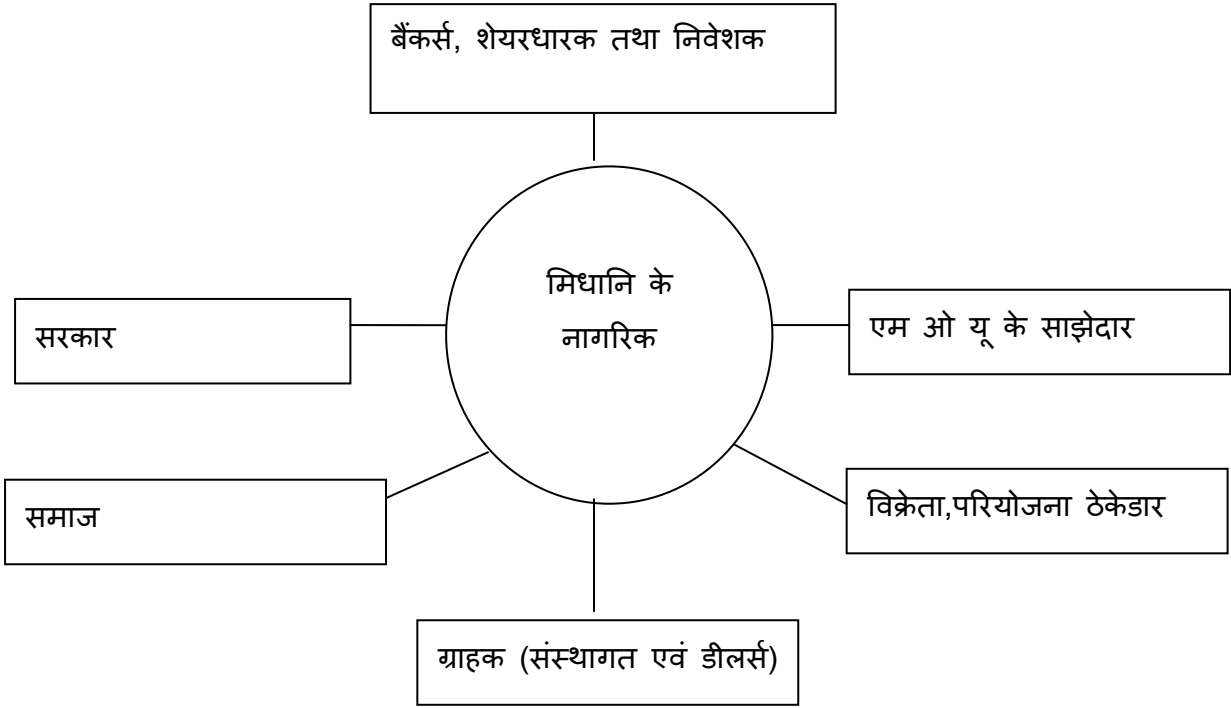 बैंकर्स, शेयरधारक तथा निवेशक
मिधानि के
नागरिक
सरकार
एम ओ यू के साझेदार
समाज
विक्रेता,परियोजना ठेकेडार
ग्राहक (संस्थागत एवं डीलर्स)